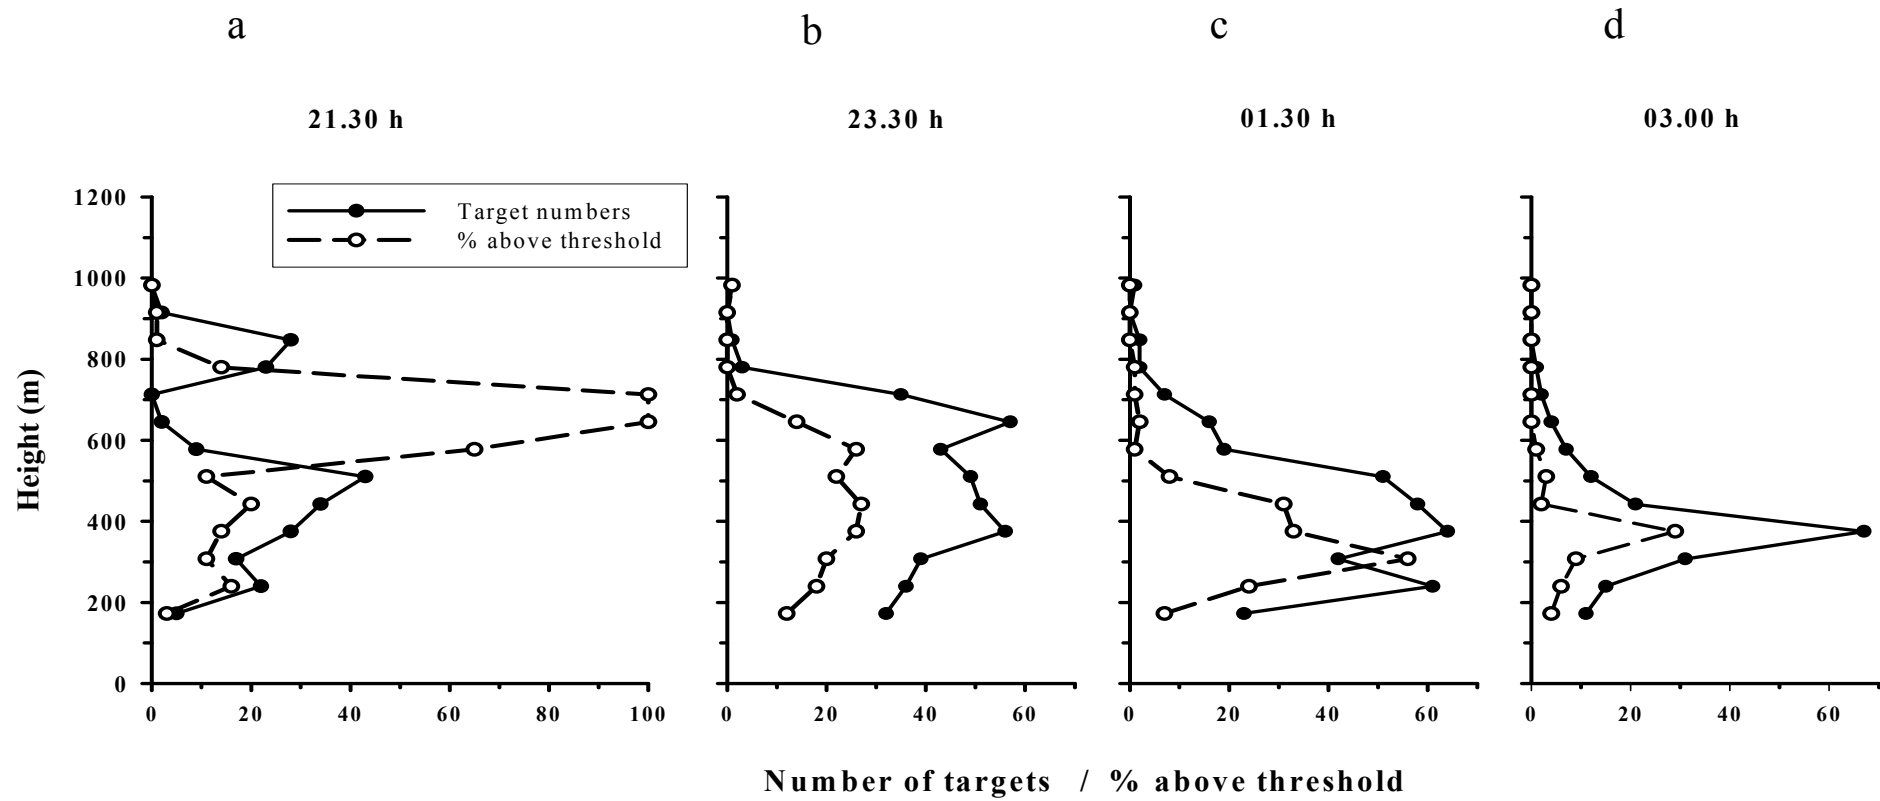 a b c d
21.30 h 23.30 h 01.30 h 03.00 h
Target numbers
% above threshold
1200
1000
800
600
400
200
0
Height (m)
0 20 40 60 80 100 0 20 40 60 0 20 40 60 0 20 40 60
Number of targets / % above threshold